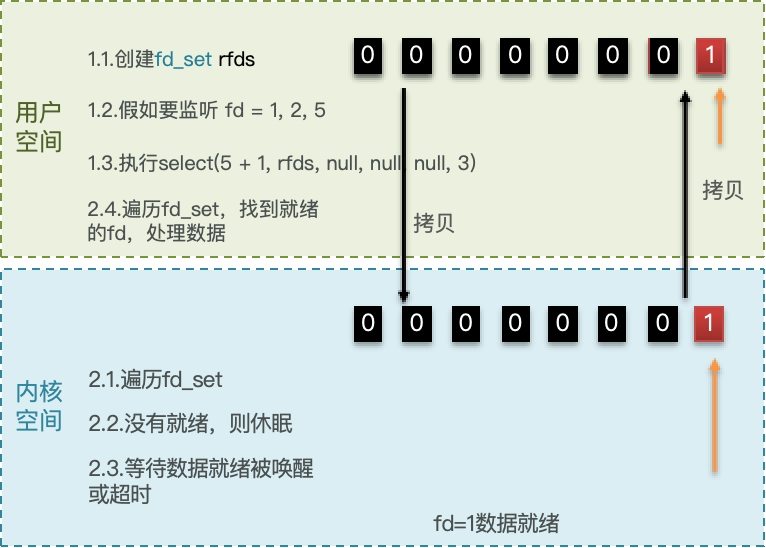 1.1.创建fd_set rfds
0 0 0 0 0 0 0 1
用户
空间
1.2.假如要监听 fd = 1, 2, 5
1.3.执行select(5 + 1, rfds, null, null, null, 3)
拷贝
2.4.遍历fd_set，找到就绪
的fd，处理数据
拷贝
0 0 0 0 0 0 0 1
内核
空间
2.1.遍历fd_set
2.2.没有就绪，则休眠
2.3.等待数据就绪被唤醒
或超时
fd=1数据就绪